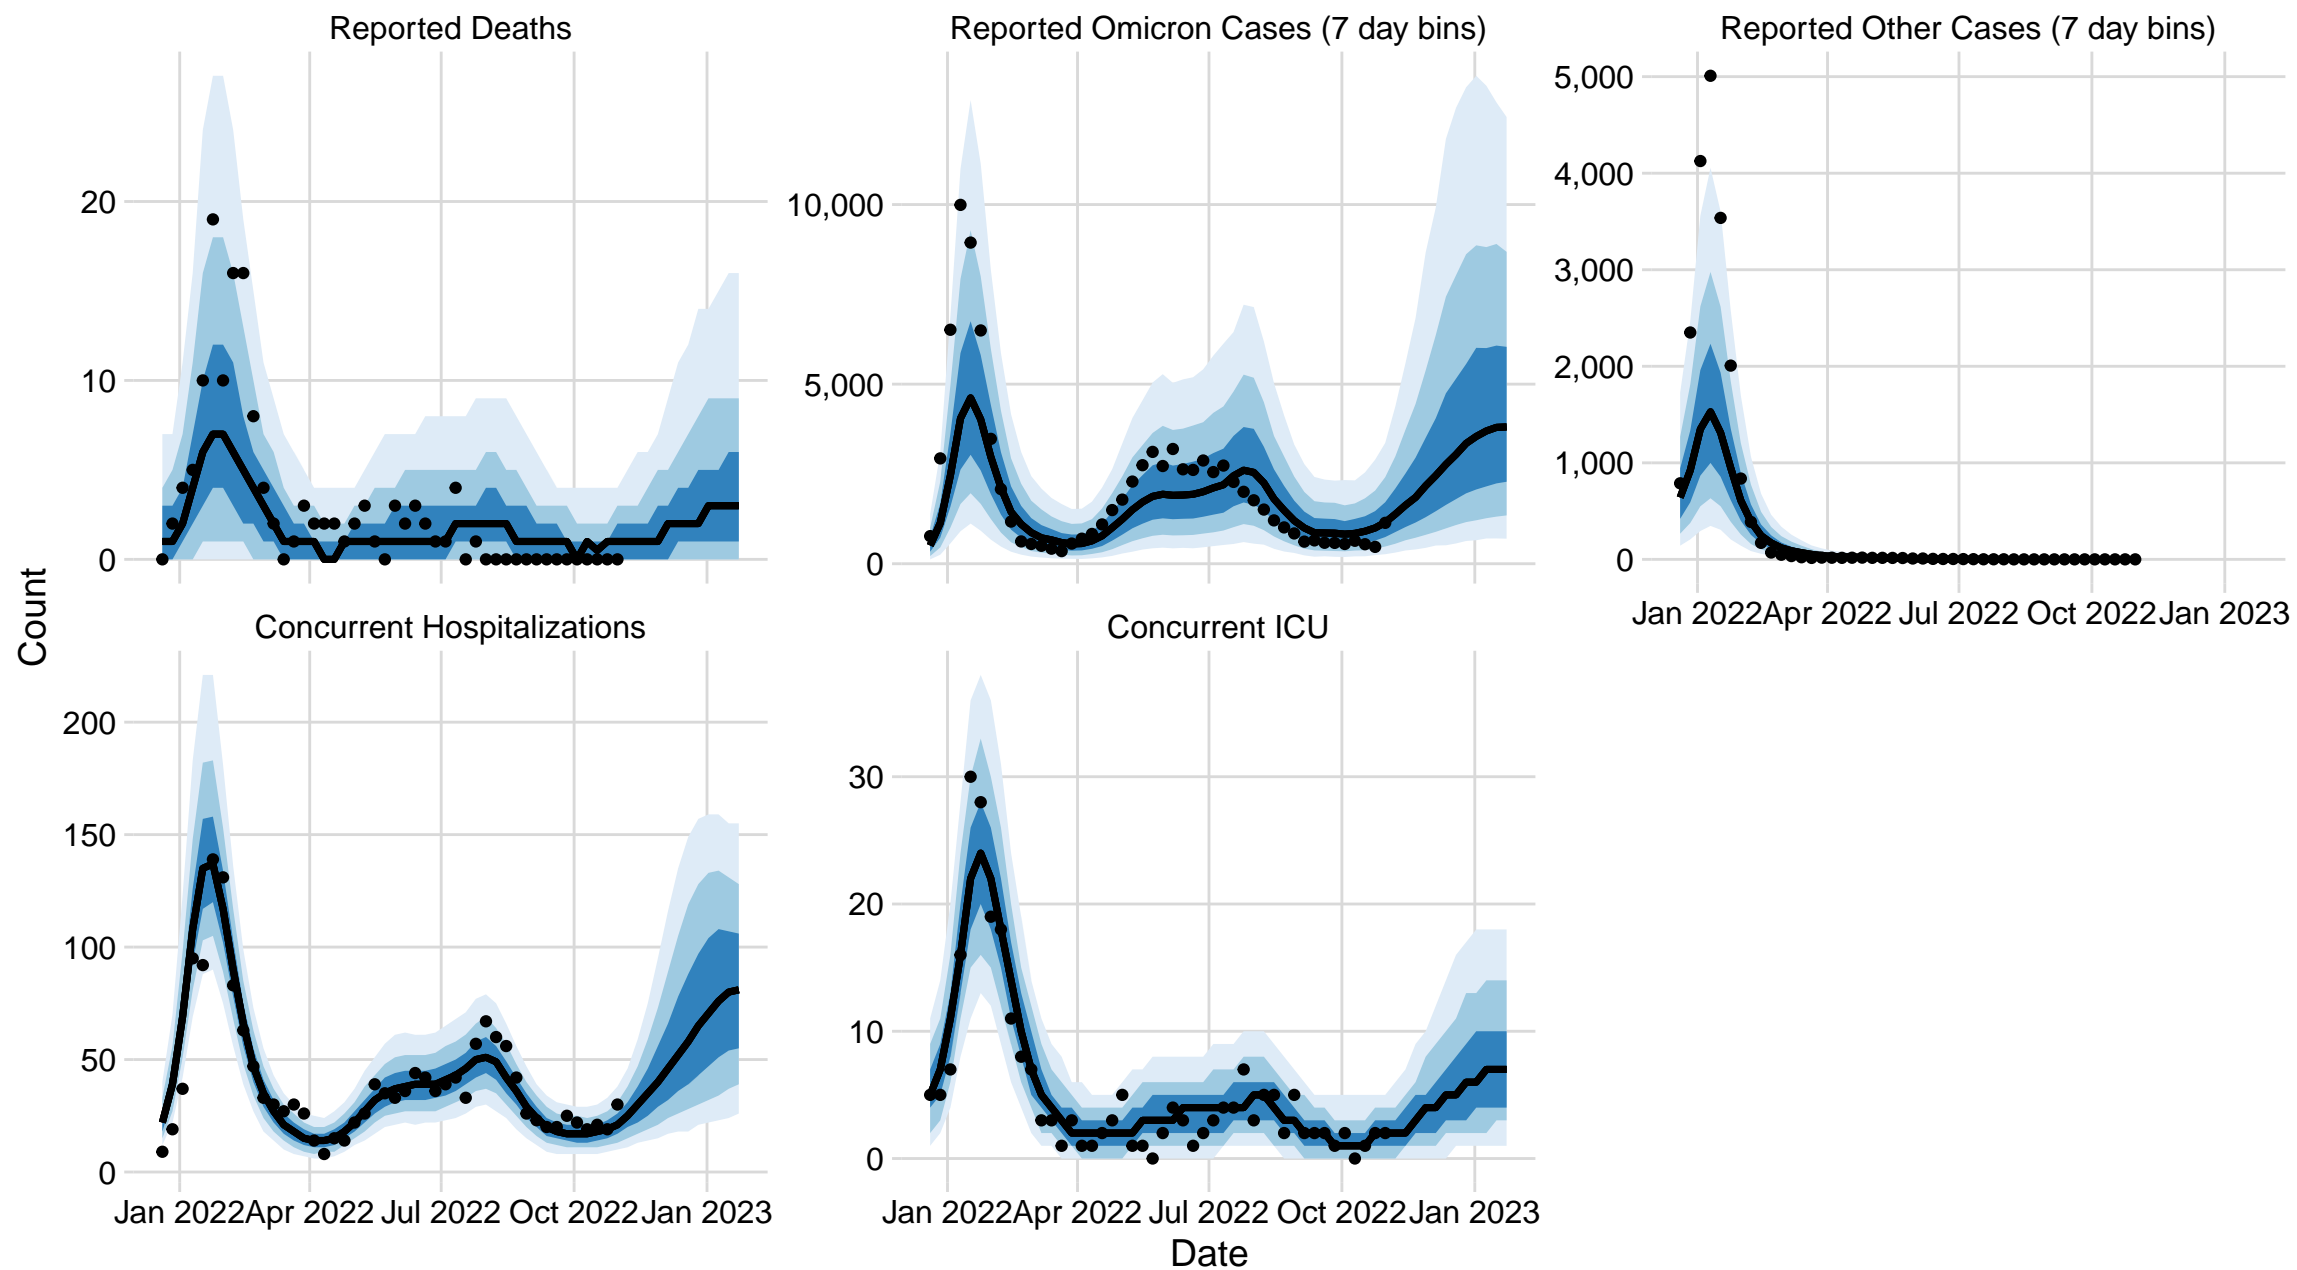 Reported Deaths
Reported Omicron Cases (7 day bins)
Reported Other Cases (7 day bins)
Count
20
10
0
10,000
5,000
0
5,000
4,000
3,000
2,000
1,000
0
Jan 2022 Apr 2022 Jul 2022 Oct 2022 Jan 2023
Concurrent Hospitalizations
Concurrent ICU
200
150
100
50
0
30
20
10
0
Jan 2022 Apr 2022 Jul 2022 Oct 2022 Jan 2023
Jan 2022 Apr 2022 Jul 2022 Oct 2022 Jan 2023
Date